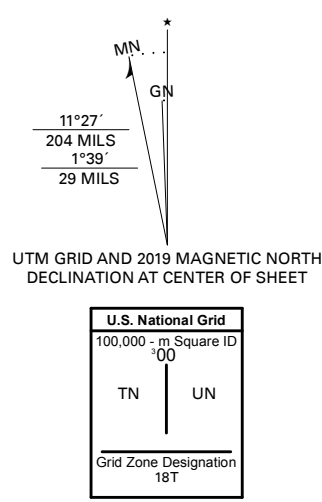 ★
MN
GN
11°27´
204 MILS
1°39´
29 MILS
UTM GRID AND 2019 MAGNETIC NORTH
DECLINATION AT CENTER OF SHEET
U.S. National Grid
100,000 - m Square ID
³00
TN UN
Grid Zone Designation
18T